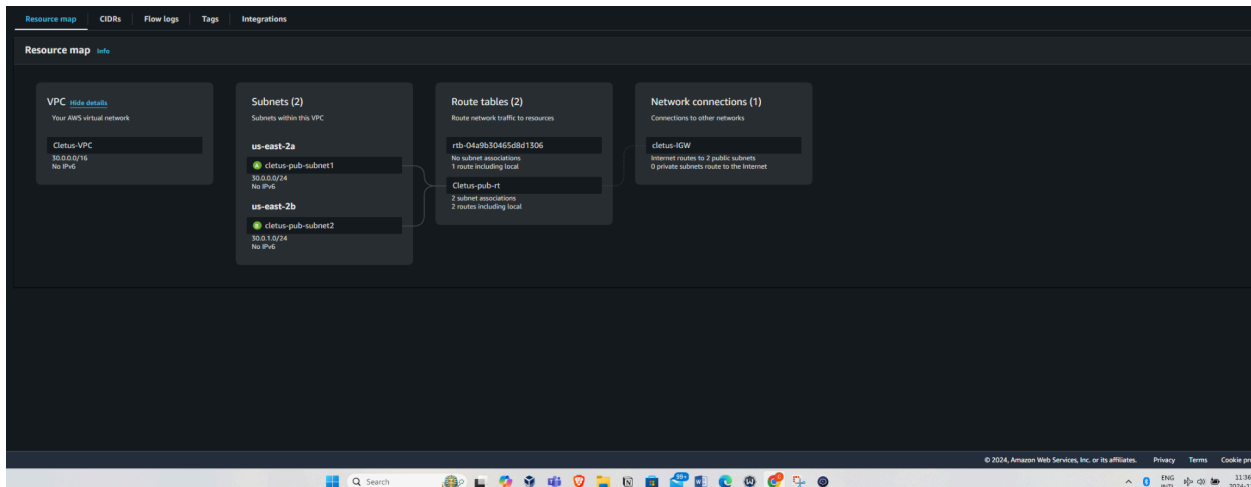 Resource map
CIDRs
Flow logs
Tags
Integrations
Resource map Info
VPC Hide details
Your AWS virtual network
Cletus-VPC
30.0.0.0/16
No IPv6
Subnets (2)
Subnets within this VPC
us-east-2a
A cletus-pub-subnet1
30.0.0.0/24
No IPv6
us-east-2b
B cletus-pub-subnet2
30.0.1.0/24
No IPv6
Route tables (2)
Route network traffic to resources
rtb-04a9b30465d8d1306
No subnet associations
1 route including local
Cletus-pub-rt
2 subnet associations
2 routes including local
Network connections (1)
Connections to other networks
cletus-IGW
Internet routes to 2 public subnets
0 private subnets route to the Internet
© 2024, Amazon Web Services, Inc. or its affiliates.
Privacy
Terms
Cookie
Search
99+
ENG
11:36